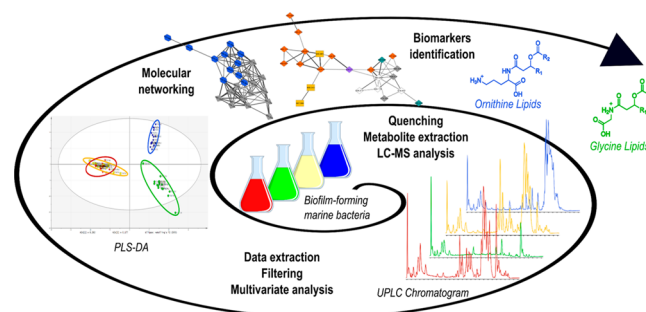 Molecular
networking
Biomarkers
identification
Ornithine Lipids
Glycine Lipids
Quenching
Metabolite extraction
LC-MS analysis
Biofilm-forming
marine bacteria
PLS-DA
Data extraction
Filtering
Multivariate analysis
UPLC Chromatogram